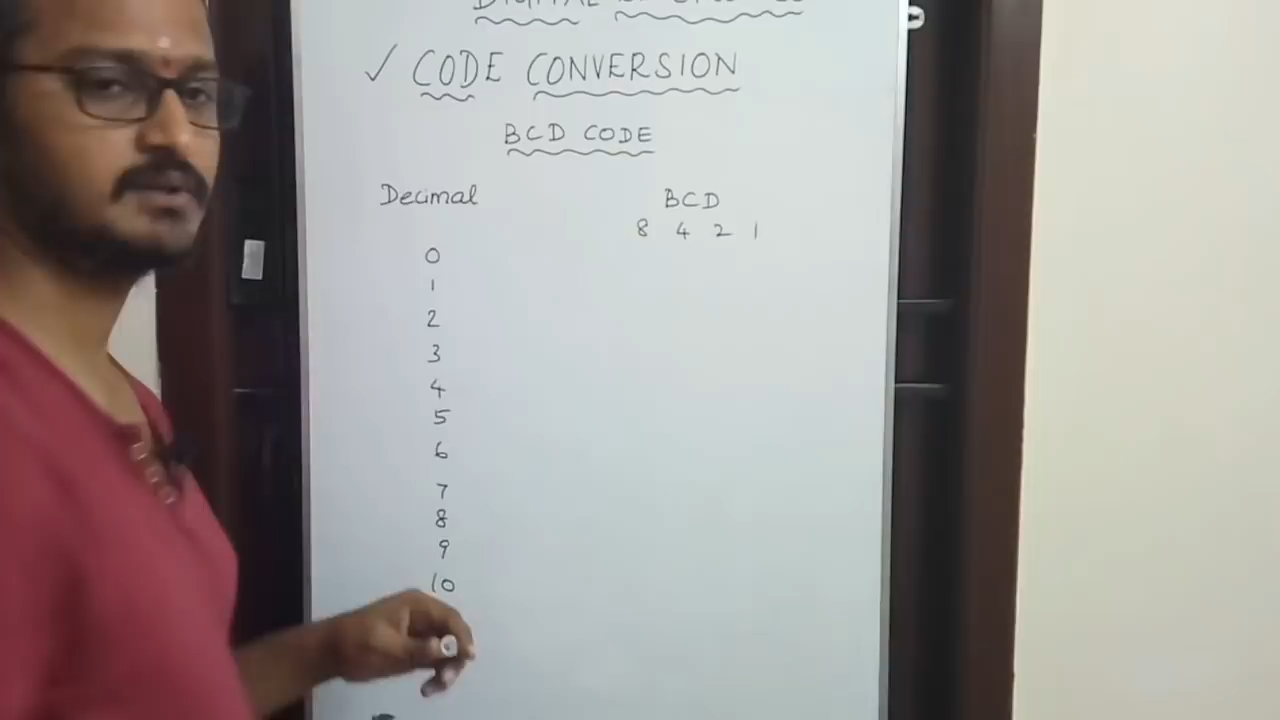 DIGITAL
✓ CODE CONVERSION
BCD CODE
Decimal BCD
8 4 2 1
0
1
2
3
4
5
6
7
8
9
10